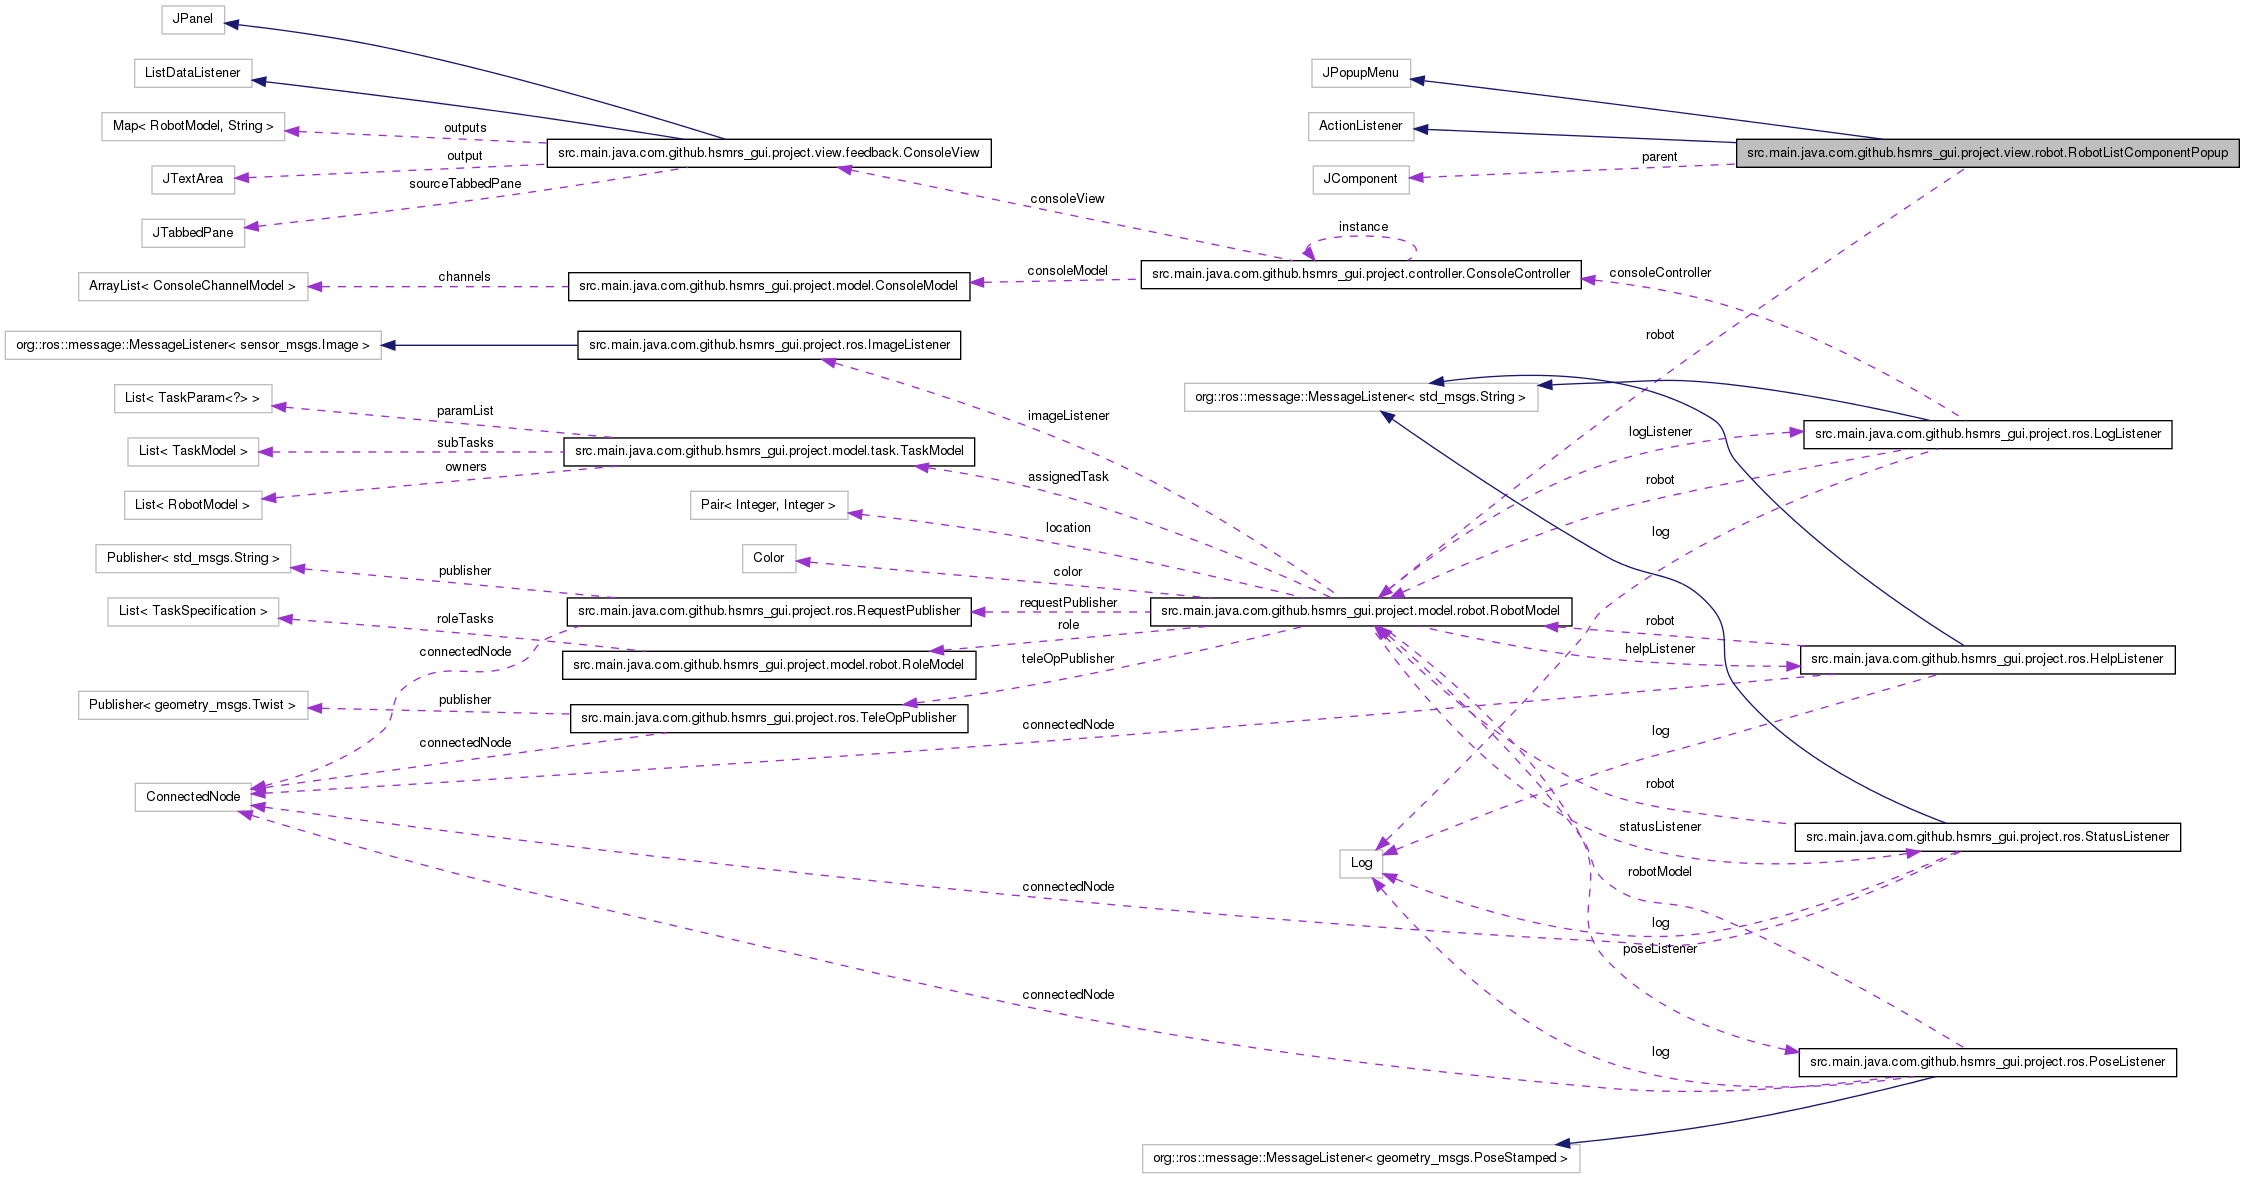 JPanel
ListDataListener
JPopupMenu
Map< RobotModel, String >
outputs
ActionListener
src.main.java.com.github.hsmrs_gui.project.view.feedback.ConsoleView
src.main.java.com.github.hsmrs_gui.project.view.robot.RobotListComponentPopup
output
parent
JTextArea
sourceTabbedPane
JComponent
consoleView
JTabbedPane
instance
channels
consoleModel
src.main.java.com.github.hsmrs_gui.project.controller.ConsoleController
consoleController
ArrayList< ConsoleChannelModel >
src.main.java.com.github.hsmrs_gui.project.model.ConsoleModel
robot
org::ros::message::MessageListener< sensor_msgs.Image >
src.main.java.com.github.hsmrs_gui.project.ros.ImageListener
List< TaskParam<?> >
paramList
imageListener
org::ros::message::MessageListener< std_msgs.String >
logListener
src.main.java.com.github.hsmrs_gui.project.ros.LogListener
List< TaskModel >
subTasks
src.main.java.com.github.hsmrs_gui.project.model.task.TaskModel
owners
assignedTask
robot
List< RobotModel >
Pair< Integer, Integer >
location
log
Publisher< std_msgs.String >
publisher
Color
color
List< TaskSpecification >
src.main.java.com.github.hsmrs_gui.project.ros.RequestPublisher
requestPublisher
src.main.java.com.github.hsmrs_gui.project.model.robot.RobotModel
roleTasks
role
robot
connectedNode
teleOpPublisher
helpListener
src.main.java.com.github.hsmrs_gui.project.ros.HelpListener
src.main.java.com.github.hsmrs_gui.project.model.robot.RoleModel
Publisher< geometry_msgs.Twist >
publisher
src.main.java.com.github.hsmrs_gui.project.ros.TeleOpPublisher
connectedNode
log
connectedNode
ConnectedNode
robot
statusListener
src.main.java.com.github.hsmrs_gui.project.ros.StatusListener
Log
robotModel
connectedNode
log
poseListener
connectedNode
log
src.main.java.com.github.hsmrs_gui.project.ros.PoseListener
org::ros::message::MessageListener< geometry_msgs.PoseStamped >